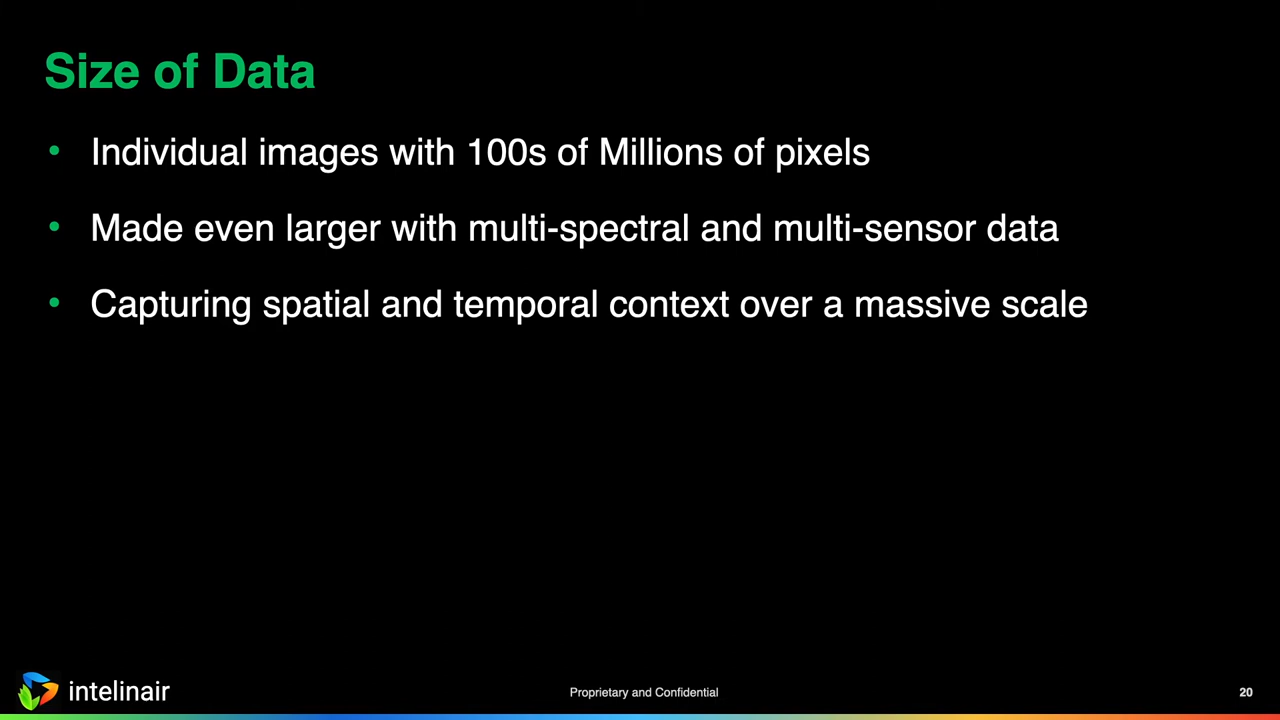 Size of Data
• Individual images with 100s of Millions of pixels
• Made even larger with multi-spectral and multi-sensor data
• Capturing spatial and temporal context over a massive scale
intelinair
Proprietary and Confidential
20